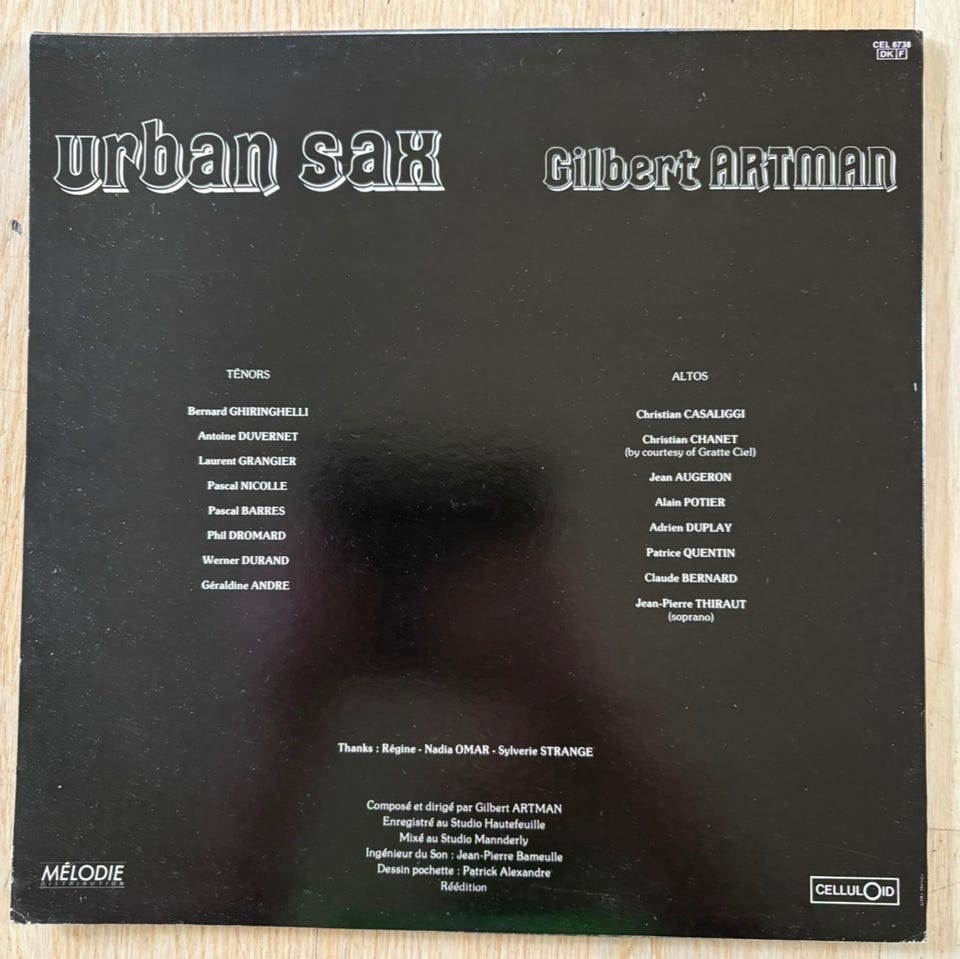 CEL 6738
DK F
urban sax
Gilbert ARTMAN
TÉNORS
Bernard GHIRINGHELLI
Antoine DUVERNET
Laurent GRANGIER
Pascal NICOLLE
Pascal BARRES
Phil DROMARD
Werner DURAND
Géraldine ANDRE
ALTOS
Christian CASALIGGI
Christian CHANET
(by courtesy of Gratte Ciel)
Jean AUGERON
Alain POTIER
Adrien DUPLAY
Patrice QUENTIN
Claude BERNARD
Jean-Pierre THIRAUT
(soprano)
Thanks : Régine - Nadia OMAR - Sylverie STRANGE
Composé et dirigé par Gilbert ARTMAN
Enregistré au Studio Hautefeuille
Mixé au Studio Mannderly
Ingénieur du Son : Jean-Pierre Bameulle
Dessin pochette : Patrick Alexandre
Réédition
MÉLODIE
DISTRIBUTION
CELLULOID